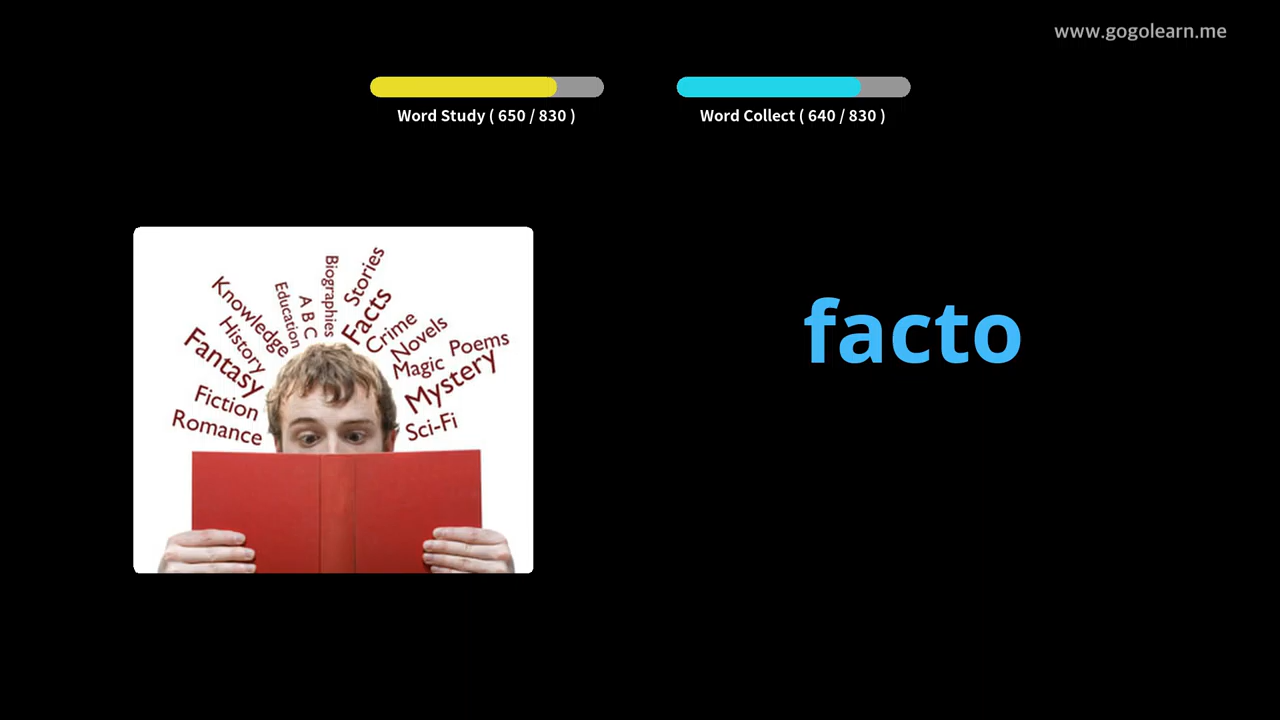 www.gogolearn.me
Word Study ( 650 / 830 )
Word Collect ( 640 / 830 )
facto
Biographies
Stories
Education
A B C
Facts
Knowledge
Crime
History
Novels
Poems
Fantasy
Magic
Mystery
Fiction
Romance
Sci-Fi